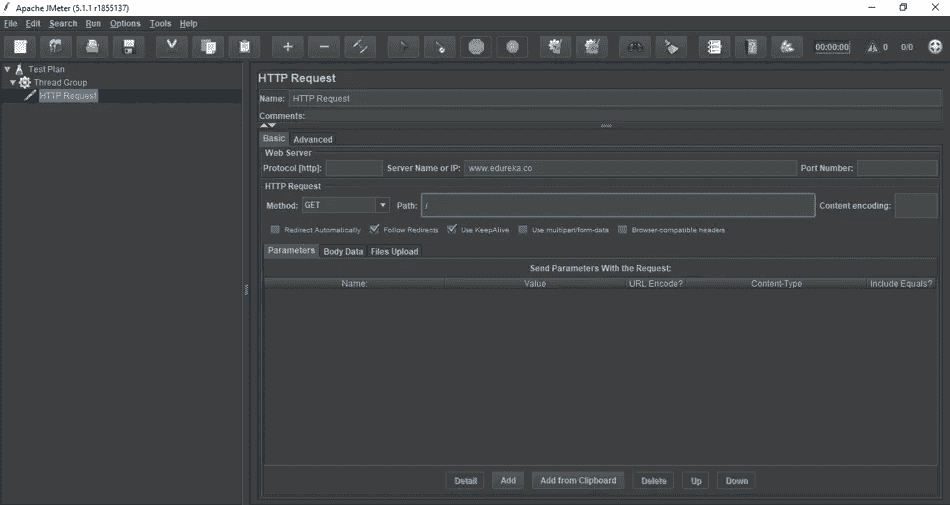 Apache JMeter (5.1.1 r1855137)
File Edit Search Run Options Tools Help
00:00:00 0 0/0
Test Plan
Thread Group
HTTP Request
HTTP Request
Name: HTTP Request
Comments:
Basic Advanced
Web Server
Protocol [http]: Server Name or IP: www.edureka.co Port Number:
HTTP Request
Method: GET Path: / Content encoding:
Redirect Automatically Follow Redirects Use KeepAlive Use multipart/form-data Browser-compatible headers
Parameters Body Data Files Upload
Send Parameters With the Request:
Name: Value URL Encode? Content-Type Include Equals?
Detail Add Add from Clipboard Delete Up Down